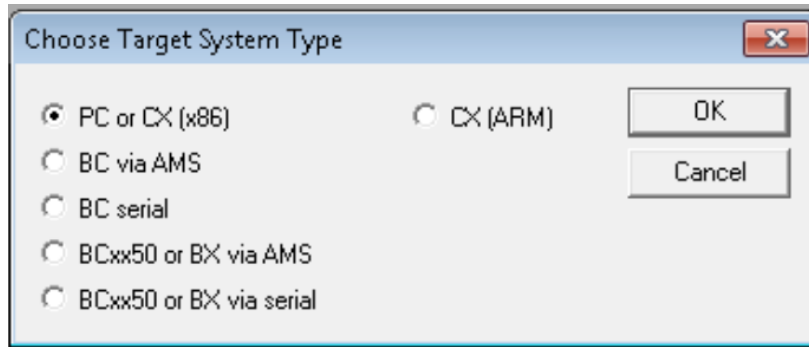 Choose Target System Type
PC or CX (x86)
CX (ARM)
OK
BC via AMS
Cancel
BC serial
BCxx50 or BX via AMS
BCxx50 or BX via serial